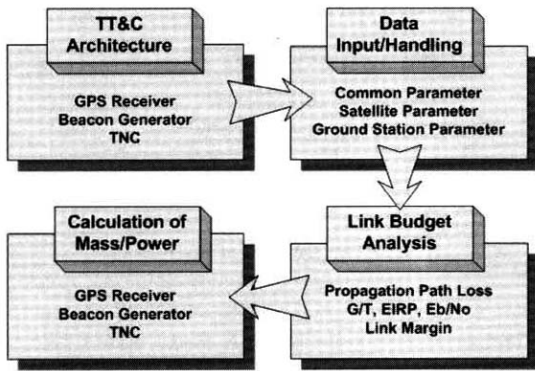 TT&C
Architecture
GPS Receiver
Beacon Generator
TNC
Data
Input/Handling
Common Parameter
Satellite Parameter
Ground Station Parameter
Calculation of
Mass/Power
GPS Receiver
Beacon Generator
TNC
Link Budget
Analysis
Propagation Path Loss
G/T, EIRP, Eb/No
Link Margin